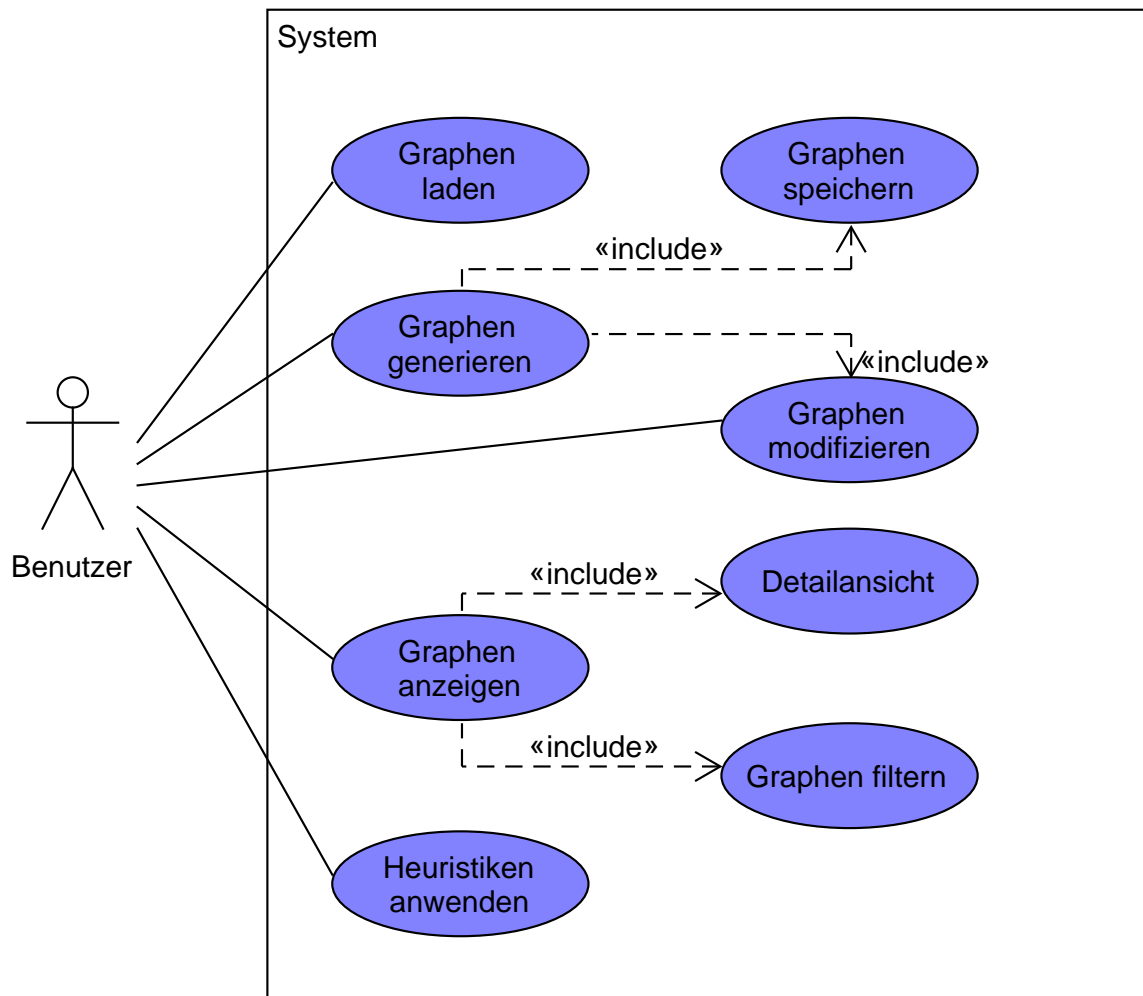 System
Graphen
laden
Graphen
speichern
«include»
Graphen
generieren
«include»
Graphen
modifizieren
Benutzer
«include»
Detailansicht
Graphen
anzeigen
«include»
Graphen filtern
Heuristiken
anwenden